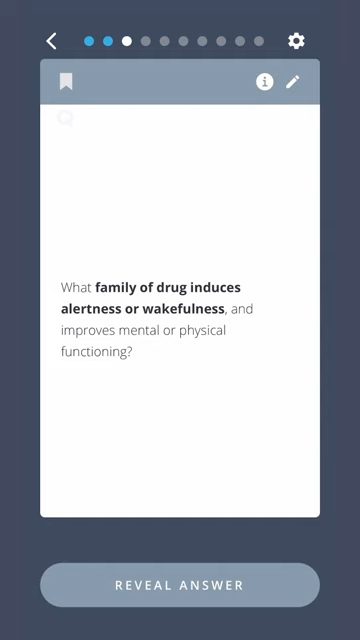 Q
What family of drug induces
alertness or wakefulness, and
improves mental or physical
functioning?
REVEAL ANSWER